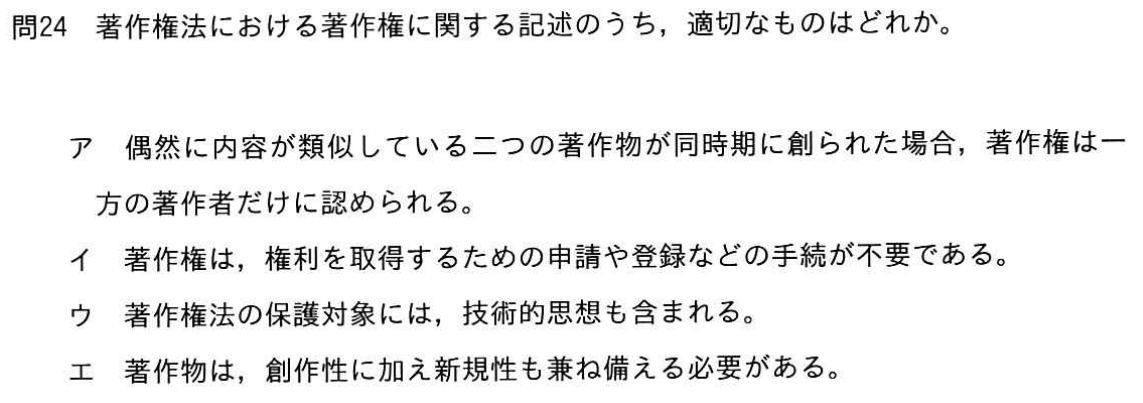 問24 著作権法における著作権に関する記述のうち，適切なものはどれか。
ア 偶然に内容が類似している二つの著作物が同時期に創られた場合，著作権は一
方の著作者だけに認められる。
イ 著作権は，権利を取得するための申請や登録などの手続が不要である。
ウ 著作権法の保護対象には，技術的思想も含まれる。
エ 著作物は，創作性に加え新規性も兼ね備える必要がある。